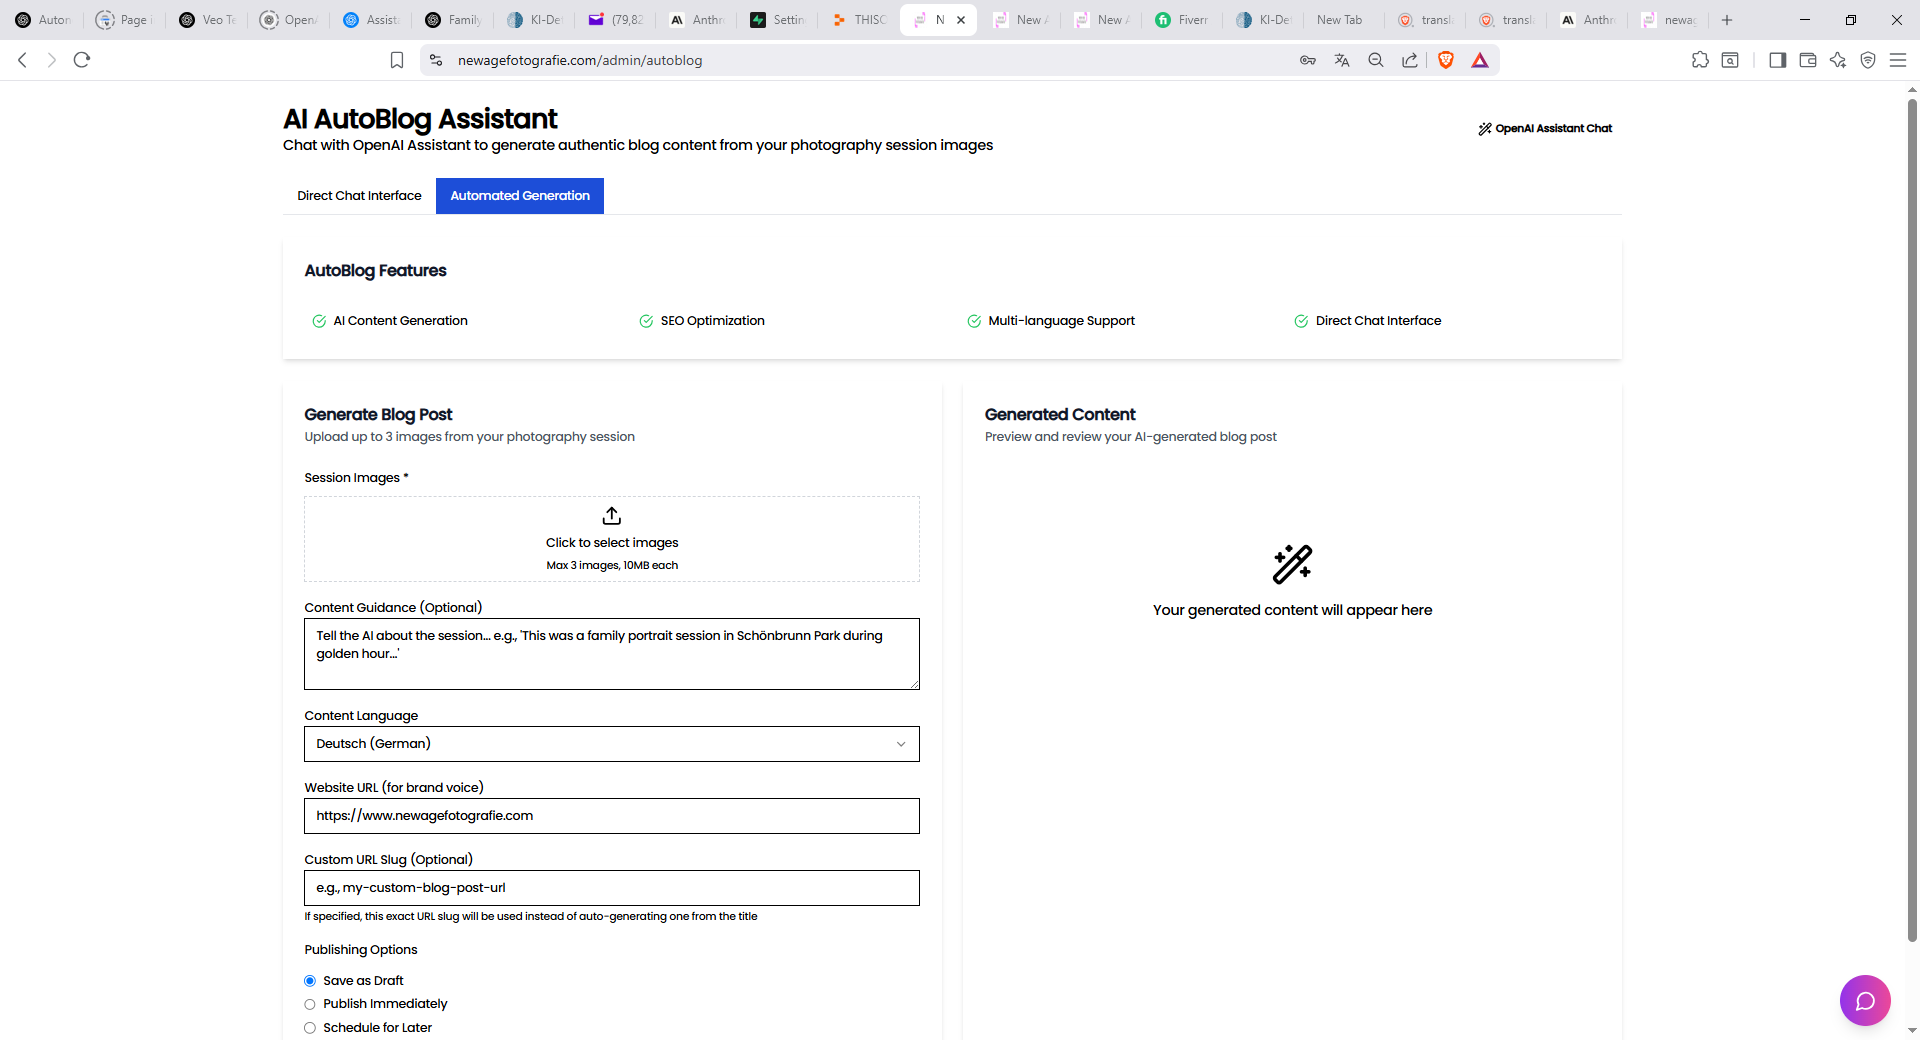 Auton
Page i
Veo Te
OpenA
Assist
Family
KI-Det
(79,82
Anthr
Settin
THISC
N
New A
New A
Fiverr
KI-De
New Tab
transla
transla
Anthr
newag
newagefotografie.com/admin/autoblog
AI AutoBlog Assistant
Chat with OpenAI Assistant to generate authentic blog content from your photography session images
OpenAI Assistant Chat
Direct Chat Interface
Automated Generation
AutoBlog Features
AI Content Generation
SEO Optimization
Multi-language Support
Direct Chat Interface
Generate Blog Post
Upload up to 3 images from your photography session
Session Images *
Click to select images
Max 3 images, 10MB each
Content Guidance (Optional)
Tell the AI about the session... e.g., 'This was a family portrait session in Schönbrunn Park during
golden hour...'
Content Language
Deutsch (German)
Website URL (for brand voice)
https://www.newagefotografie.com
Custom URL Slug (Optional)
e.g., my-custom-blog-post-url
If specified, this exact URL slug will be used instead of auto-generating one from the title
Publishing Options
Save as Draft
Publish Immediately
Schedule for Later
Generated Content
Preview and review your AI-generated blog post
Your generated content will appear here